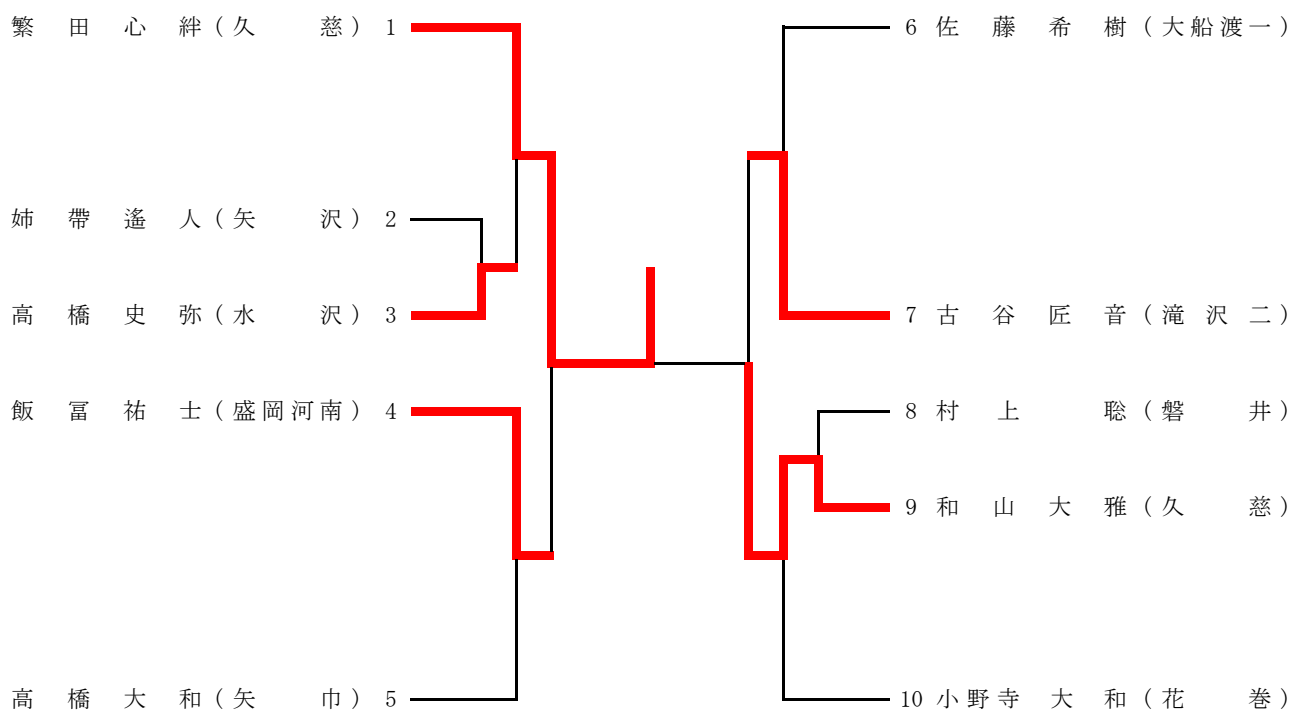 繁田心絆(久慈) 1
姉帯遙人(矢沢) 2
高橋史弥(水沢) 3
飯冨祐士(盛岡河南) 4
高橋大和(矢巾) 5
6 佐藤希樹(大船渡一)
7 古谷匠音(滝沢二)
8 村上聡(磐井)
9 和山大雅(久慈)
10 小野寺大和(花巻)